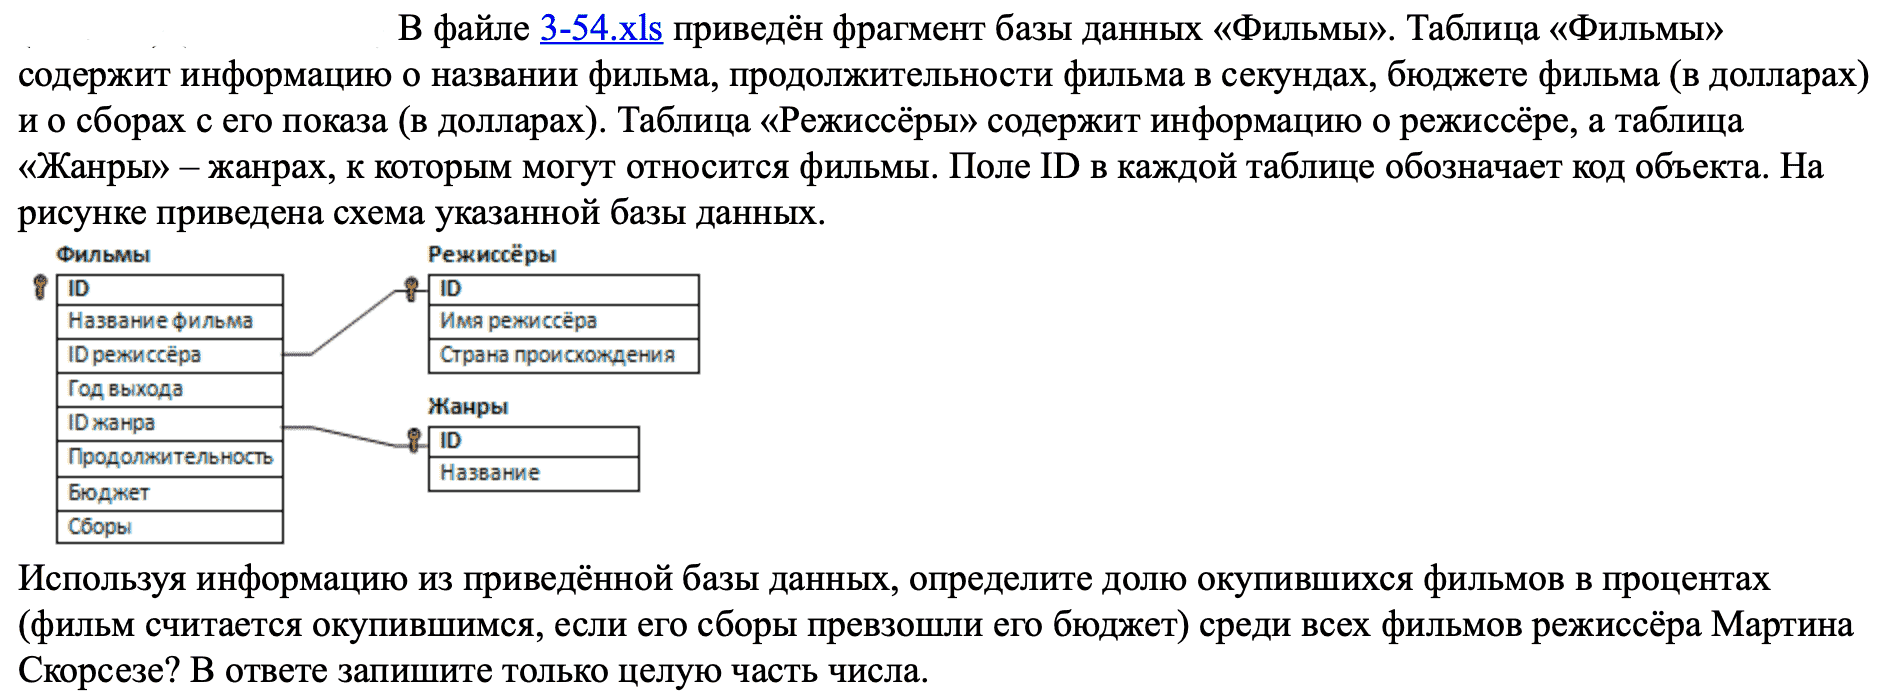 В файле 3-54.xls приведён фрагмент базы данных «Фильмы». Таблица «Фильмы»
содержит информацию о названии фильма, продолжительности фильма в секундах, бюджете фильма (в долларах)
и о сборах с его показа (в долларах). Таблица «Режиссёры» содержит информацию о режиссёре, а таблица
«Жанры» – жанрах, к которым могут относится фильмы. Поле ID в каждой таблице обозначает код объекта. На
рисунке приведена схема указанной базы данных.
Фильмы
ID
Название фильма
ID режиссёра
Год выхода
ID жанра
Продолжительность
Бюджет
Сборы
Режиссёры
ID
Имя режиссёра
Страна происхождения
Жанры
ID
Название
Используя информацию из приведённой базы данных, определите долю окупившихся фильмов в процентах
(фильм считается окупившимся, если его сборы превзошли его бюджет) среди всех фильмов режиссёра Мартина
Скорсезе? В ответе запишите только целую часть числа.